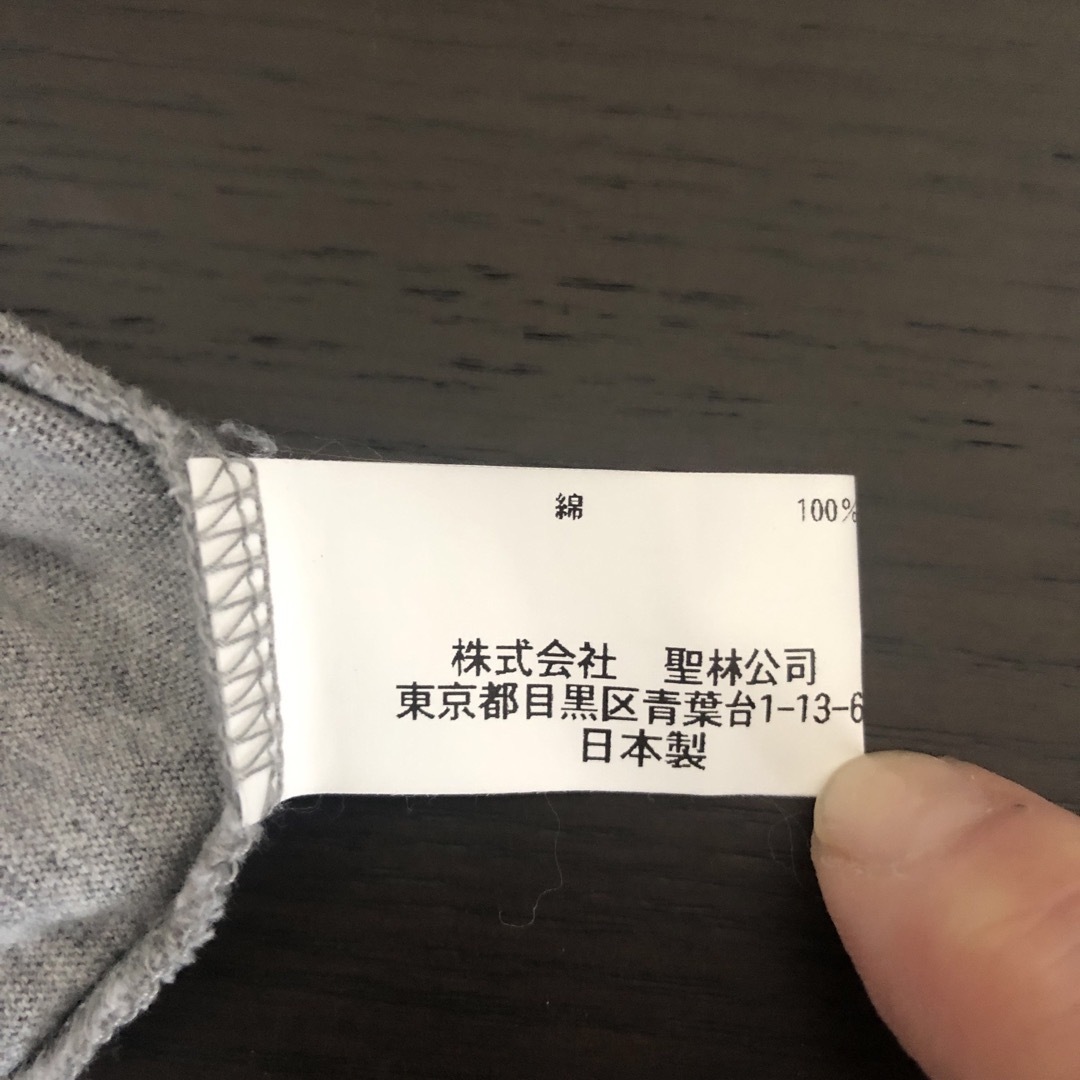 綿 100%
株式会社 聖林公司
東京都目黒区青葉台1-13-6
日本製